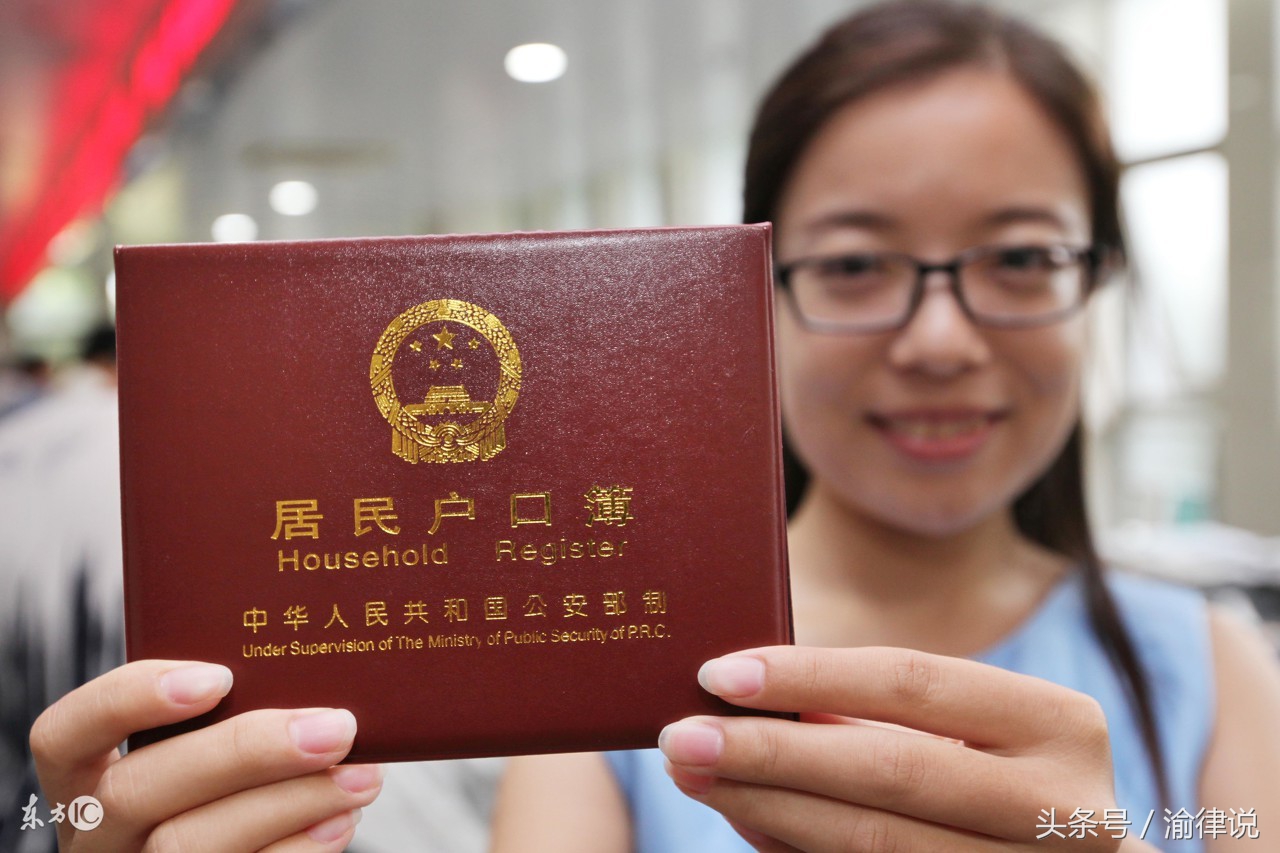 居民户口簿
Household Register
中华人民共和国公安部制
Under Supervision of The Ministry of Public Security of P.R.C.
东方IC
头条号 / 渝律说